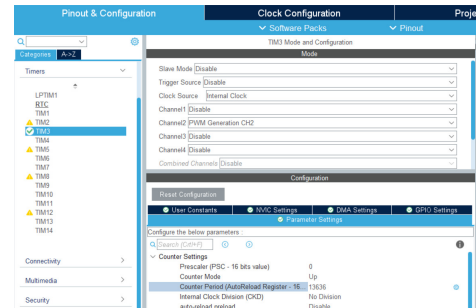 Pinout & Configuration
Clock Configuration
Proje
Software Packs
Pinout
TIM3 Mode and Configuration
Categories
A->Z
Mode
Timers
Slave Mode Disable
Trigger Source Disable
Clock Source Internal Clock
Channel1 Disable
Channel2 PWM Generation CH2
Channel3 Disable
Channel4 Disable
Combined Channels Disable
LPTIM1
RTC
TIM1
TIM2
TIM3
TIM4
TIM5
TIM6
TIM7
TIM8
TIM9
TIM10
TIM11
TIM12
TIM13
TIM14
Connectivity
Multimedia
Security
Configuration
Reset Configuration
User Constants
NVIC Settings
DMA Settings
GPIO Settings
Parameter Settings
Configure the below parameters :
Search (Ctrl+F)
Counter Settings
Prescaler (PSC - 16 bits value) 0
Counter Mode Up
Counter Period (AutoReload Register - 16... 13636
Internal Clock Division (CKD) No Division
auto-reload preload Disable